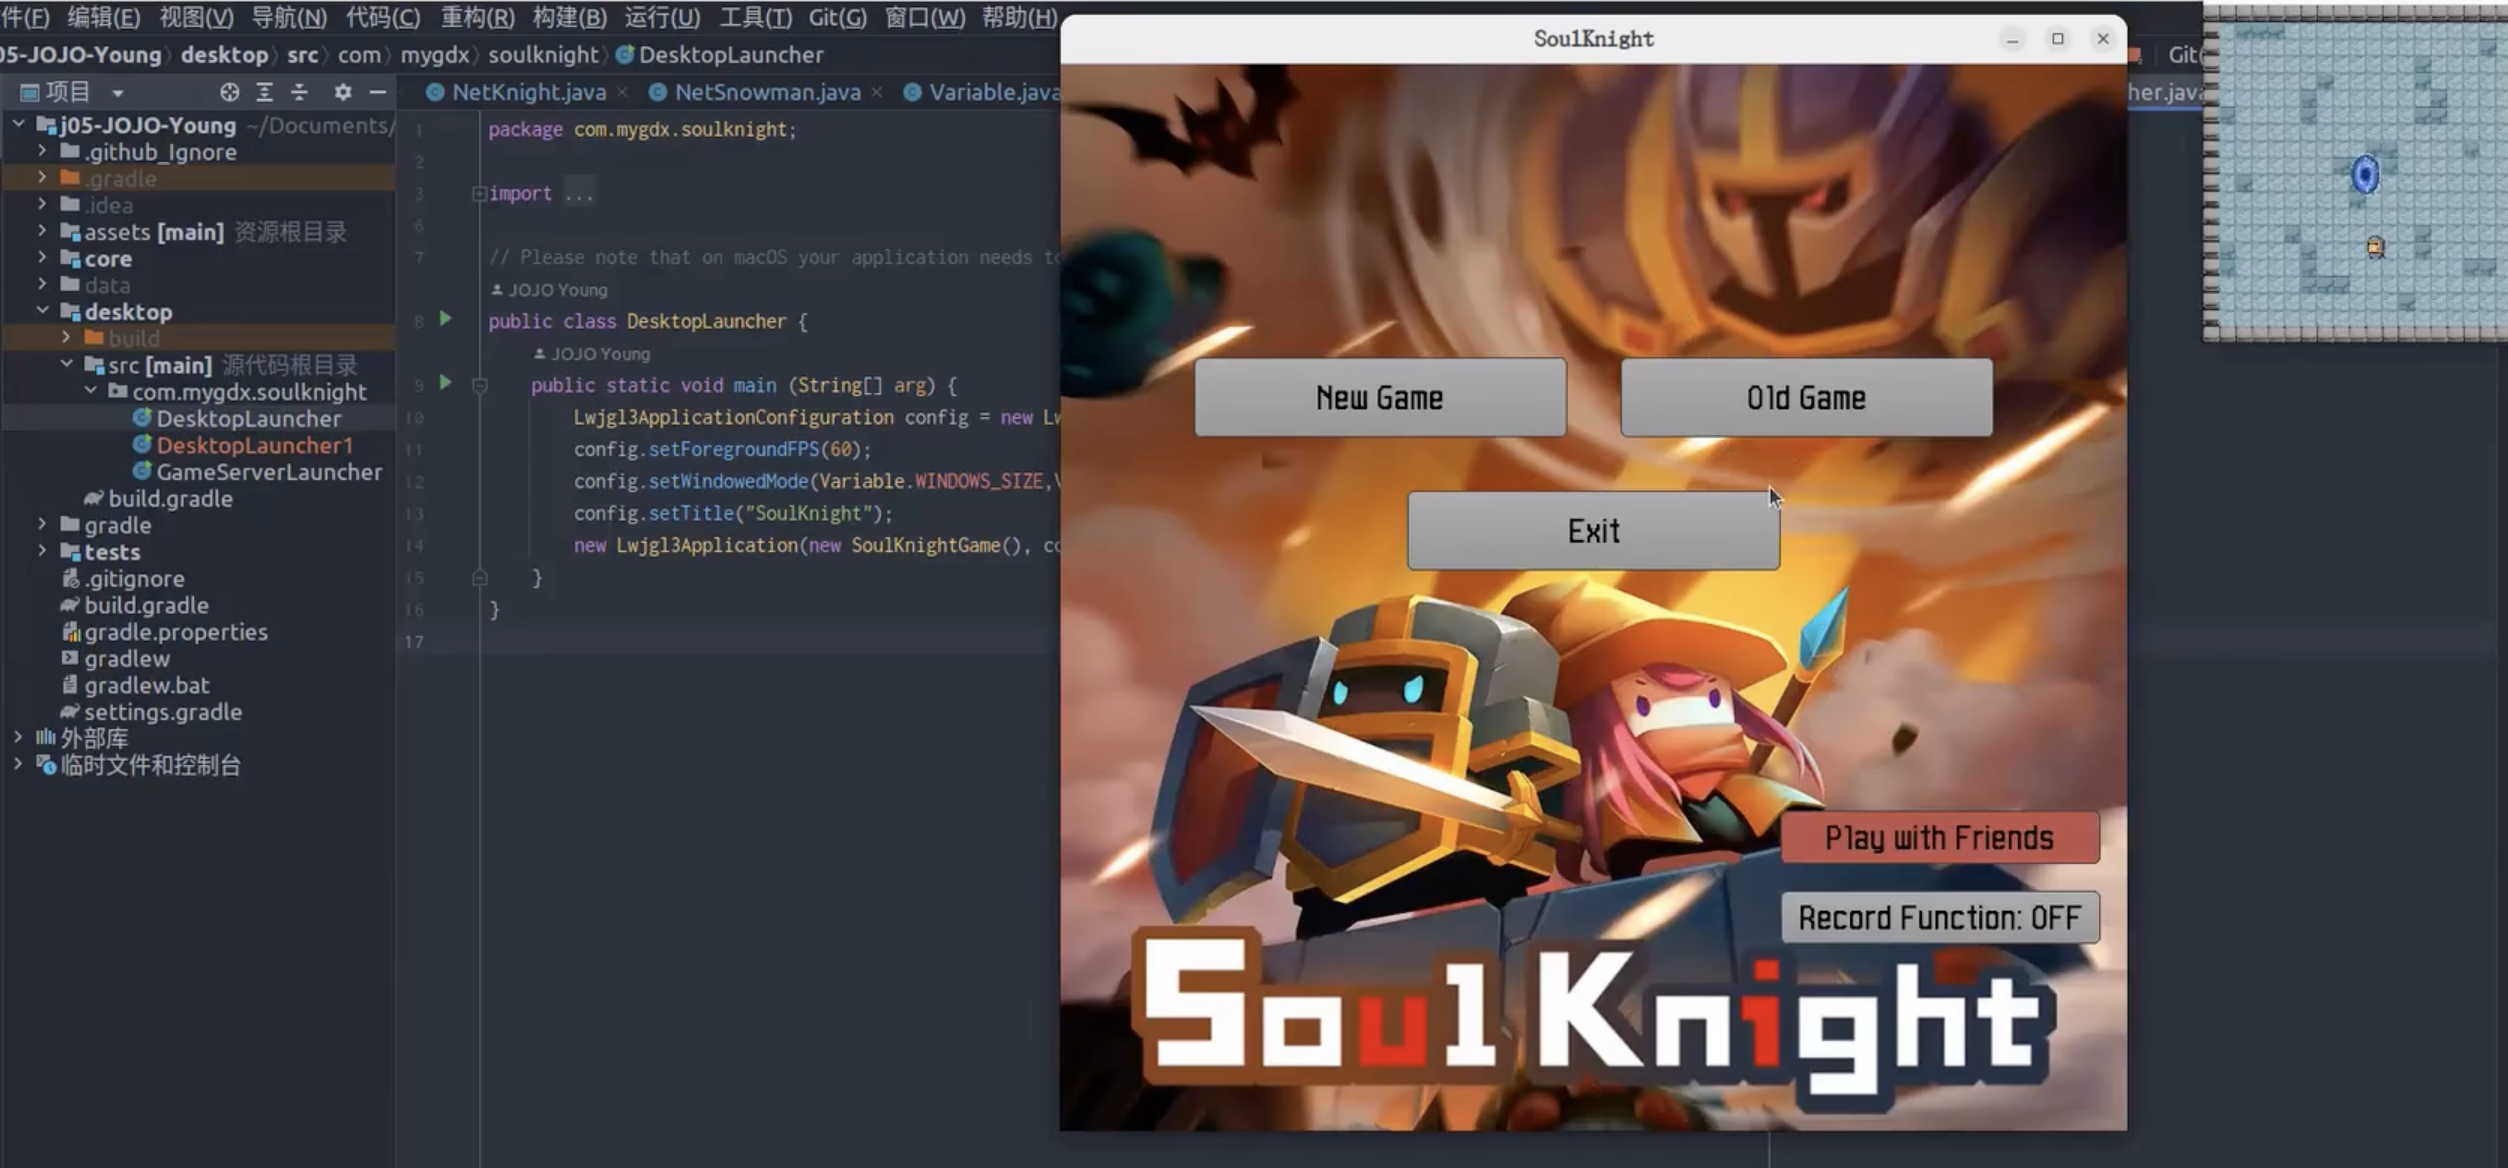 件(F) 编辑(E) 视图(V) 导航(N) 代码(C) 重构(R) 构建(B) 运行(U) 工具(T) Git(G) 窗口(W) 帮助(H)
05-JOJO-Young desktop src com mygdx soulknight DesktopLauncher
Git(
项目
NetKnight.java NetSnowman.java Variable.java
her.java
j05-JOJO-Young ~/Documents/
.github_Ignore
.gradle
.idea
assets [main] 资源根目录
core
data
desktop
build
src [main] 源代码根目录
com.mygdx.soulknight
DesktopLauncher
DesktopLauncher1
GameServerLauncher
build.gradle
gradle
tests
.gitignore
build.gradle
gradle.properties
gradlew
gradlew.bat
settings.gradle
外部库
临时文件和控制台
1 package com.mygdx.soulknight;
2
3 import ...
6
7 // Please note that on macOS your application needs to
JOJO Young
8 public class DesktopLauncher {
JOJO Young
9 public static void main (String[] arg) {
10 Lwjgl3ApplicationConfiguration config = new Lw
11 config.setForegroundFPS(60);
12 config.setWindowedMode(Variable.WINDOWS_SIZE,V
13 config.setTitle("SoulKnight");
14 new Lwjgl3Application(new SoulKnightGame(), co
15 }
16 }
17
SoulKnight
New Game
Old Game
Exit
Play with Friends
Record Function: OFF
Soul Knight